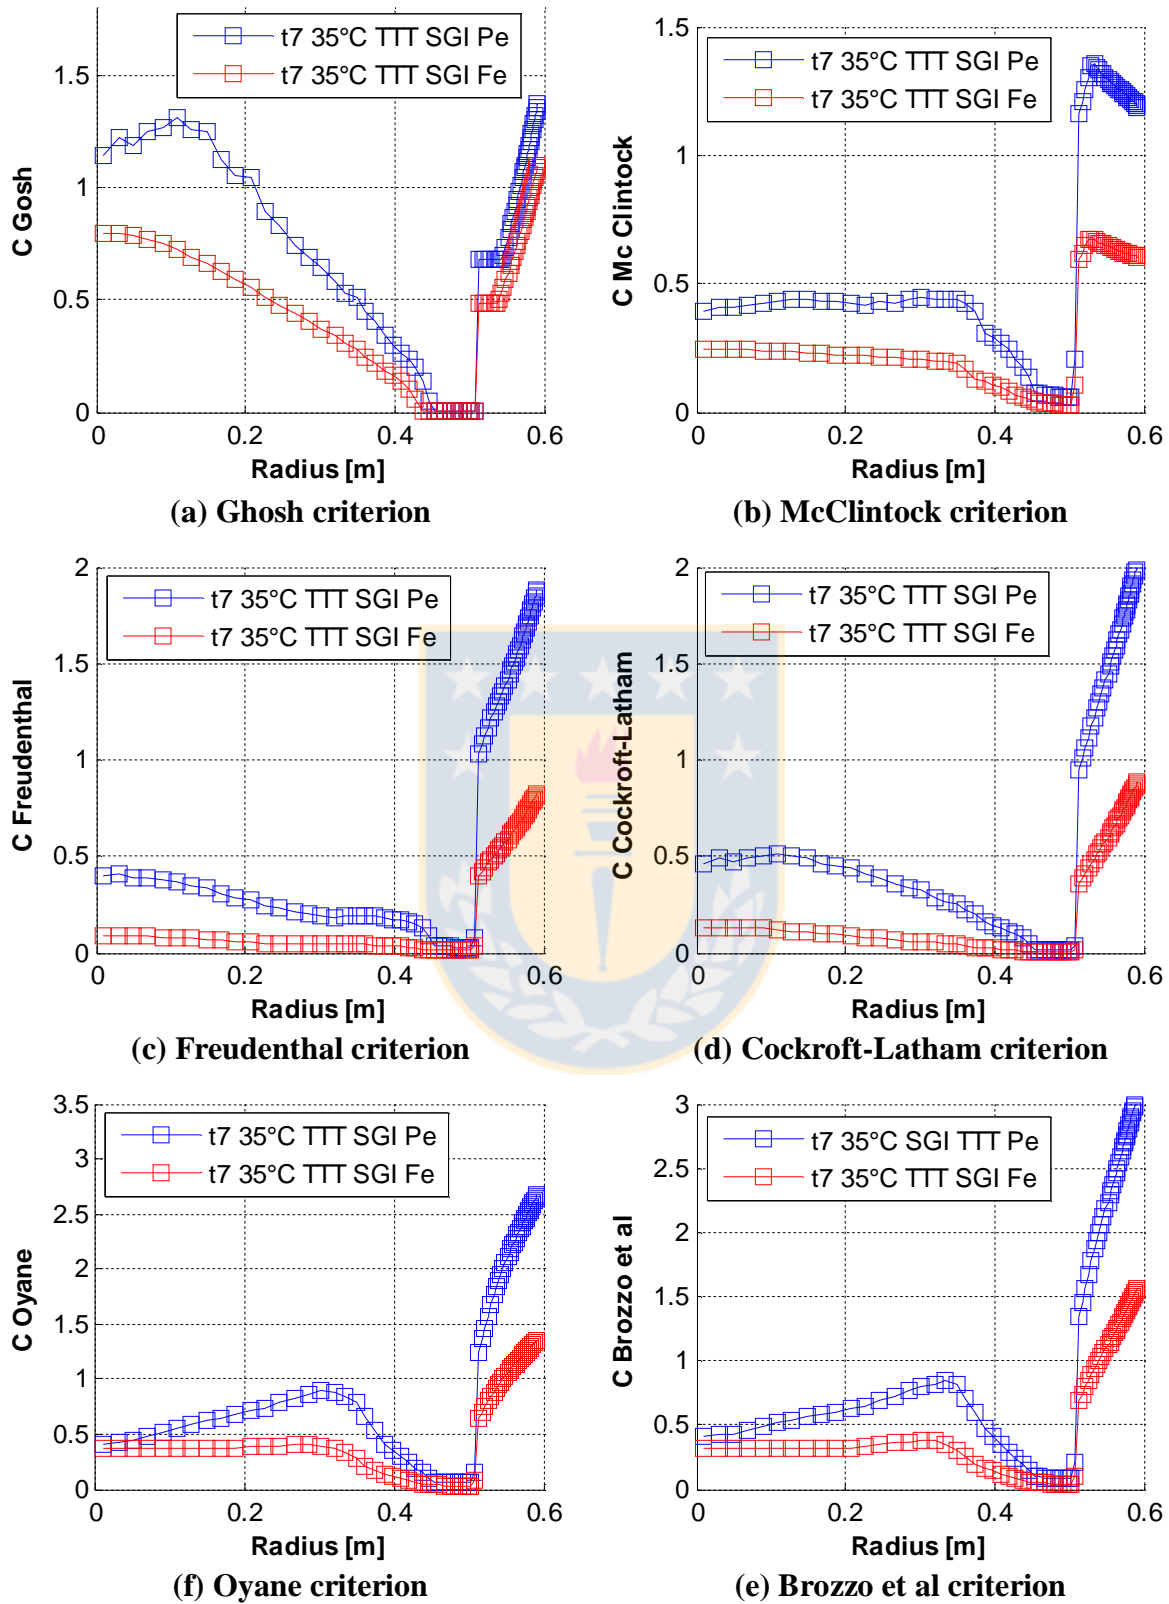 t7 35°C TTT SGI Pe
t7 35°C TTT SGI Fe
C Gosh
1.5
1
0.5
0
0
0.2
0.4
0.6
Radius [m]
(a) Ghosh criterion
t7 35°C TTT SGI Pe
t7 35°C TTT SGI Fe
C Mc Clintock
1.5
1
0.5
0
0
0.2
0.4
0.6
Radius [m]
(b) McClintock criterion
t7 35°C TTT SGI Pe
t7 35°C TTT SGI Fe
C Freudenthal
2
1.5
1
0.5
0
0
0.2
0.4
0.6
Radius [m]
(c) Freudenthal criterion
t7 35°C TTT SGI Pe
t7 35°C TTT SGI Fe
C Cockroft-Latham
2
1.5
1
0.5
0
0
0.2
0.4
0.6
Radius [m]
(d) Cockroft-Latham criterion
t7 35°C TTT SGI Pe
t7 35°C TTT SGI Fe
C Oyane
3.5
2.5
2
1.5
1
0.5
0
0
0.2
0.4
0.6
Radius [m]
(f) Oyane criterion
t7 35°C SGI TTT Pe
t7 35°C TTT SGI Fe
C Brozzo et al
3
2
1
0
0
0.2
0.4
0.6
Radius [m]
(e) Brozzo et al criterion